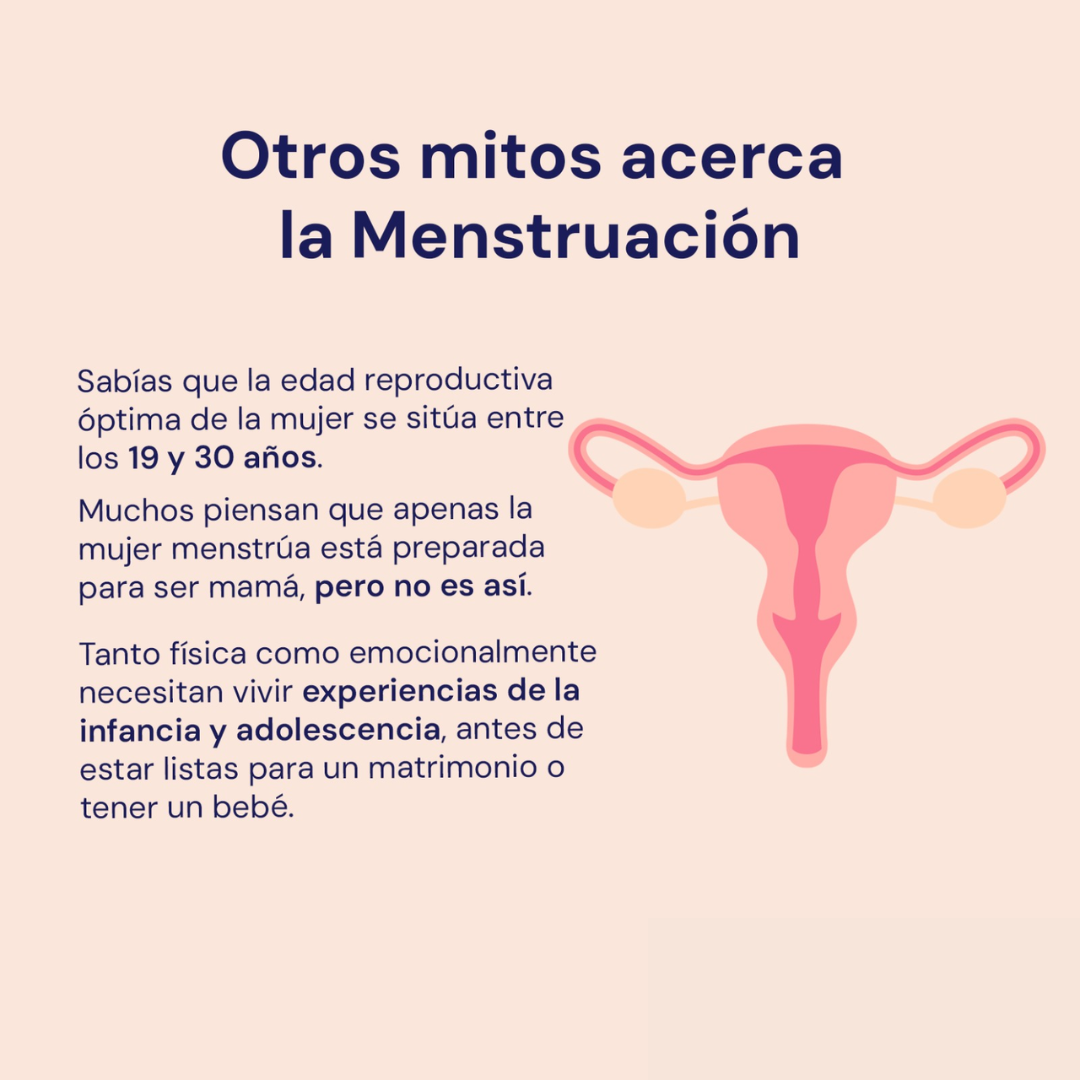 Otros mitos acerca
la Menstruación
Sabías que la edad reproductiva
óptima de la mujer se sitúa entre
los 19 y 30 años.
Muchos piensan que apenas la
mujer menstrúa está preparada
para ser mamá, pero no es así.
Tanto física como emocionalmente
necesitan vivir experiencias de la
infancia y adolescencia, antes de
estar listas para un matrimonio o
tener un bebé.